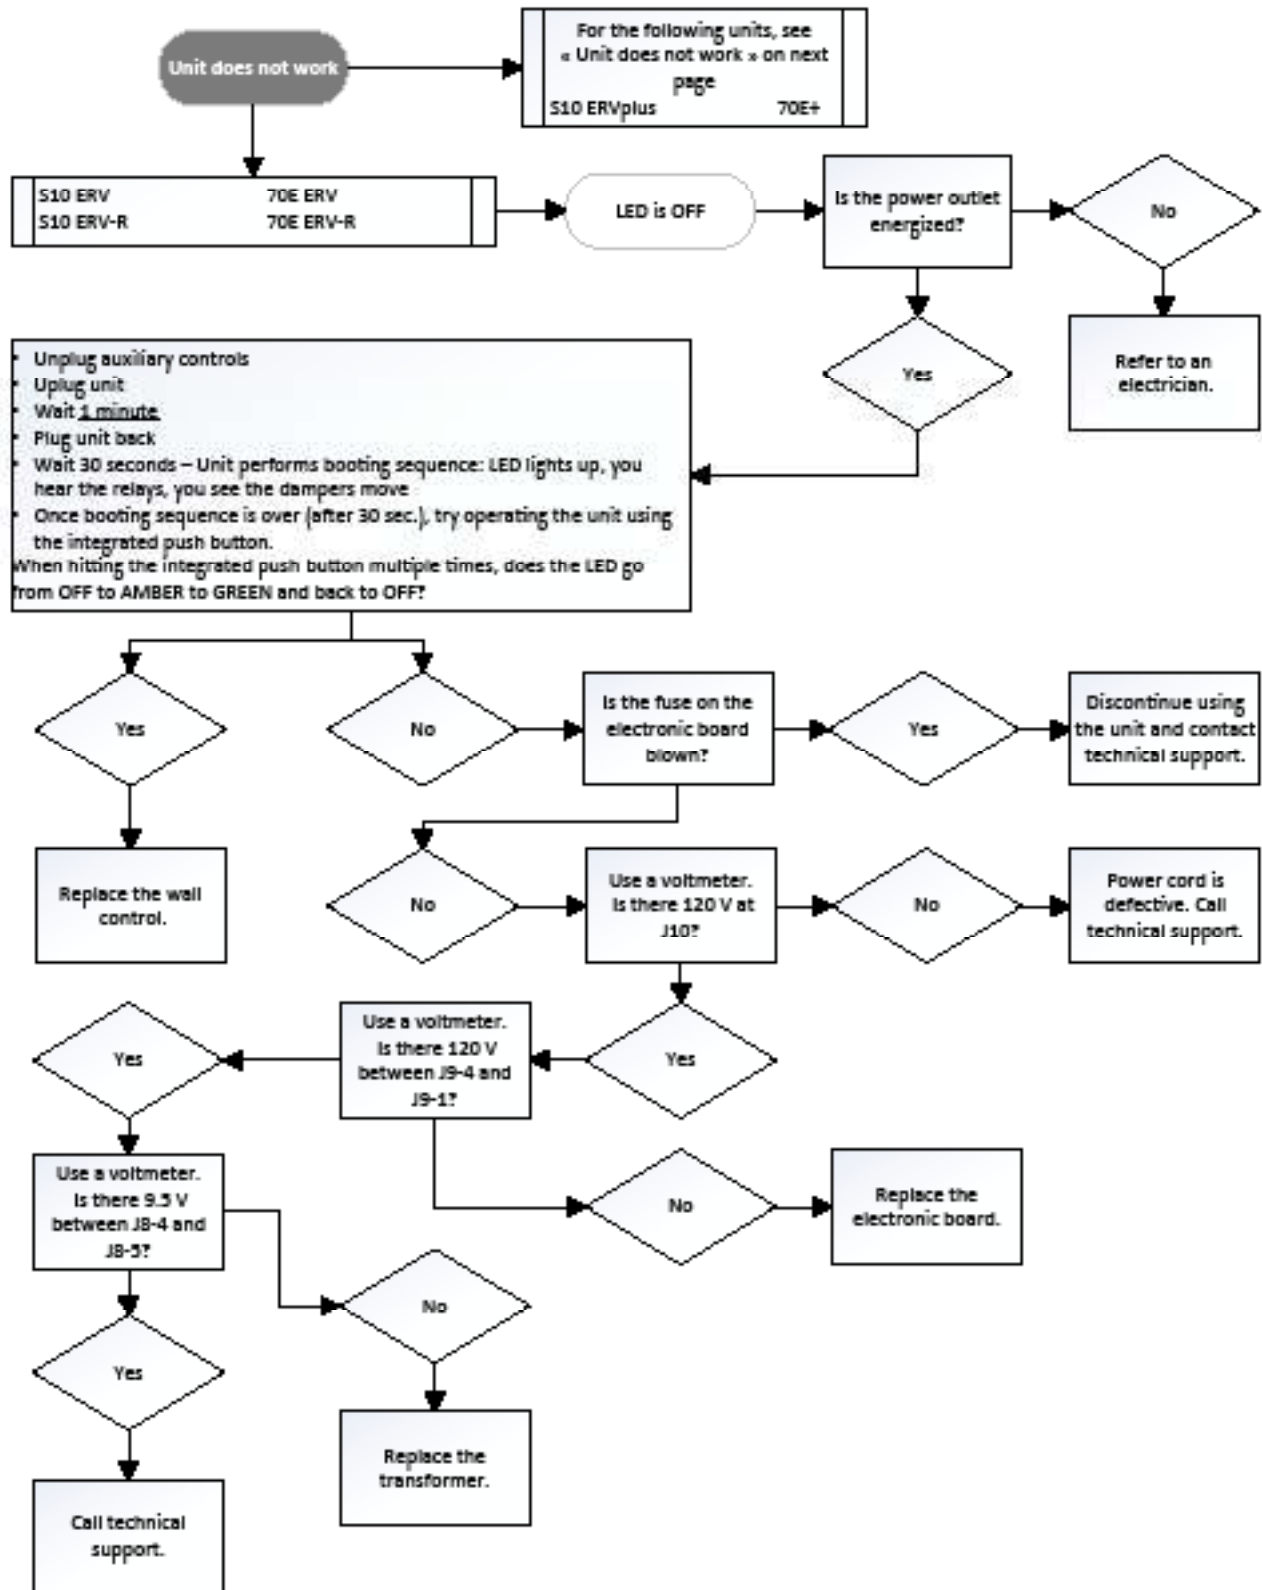 For the following units, see
« Unit does not work » on next
page
S10 ERVplus 70E+
Unit does not work
S10 ERV 70E ERV
S10 ERV-R 70E ERV-R
LED is OFF
Is the power outlet
energized?
No
Yes
Refer to an
electrician.
• Unplug auxiliary controls
• Uplug unit
• Wait 1 minute
• Plug unit back
• Wait 30 seconds – Unit performs booting sequence: LED lights up, you
hear the relays, you see the dampers move
• Once booting sequence is over (after 30 sec.), try operating the unit using
the integrated push button.
When hitting the integrated push button multiple times, does the LED go
from OFF to AMBER to GREEN and back to OFF?
Yes
No
Is the fuse on the
electronic board
blown?
Yes
Discontinue using
the unit and contact
technical support.
Replace the wall
control.
No
Use a voltmeter.
Is there 120 V at
J10?
No
Power cord is
defective. Call
technical support.
Yes
Use a voltmeter.
Is there 120 V
between J9-4 and
J9-1?
Yes
Use a voltmeter.
Is there 9.5 V
between J8-4 and
J8-5?
No
Replace the
electronic board.
No
Yes
Replace the
transformer.
Call technical
support.